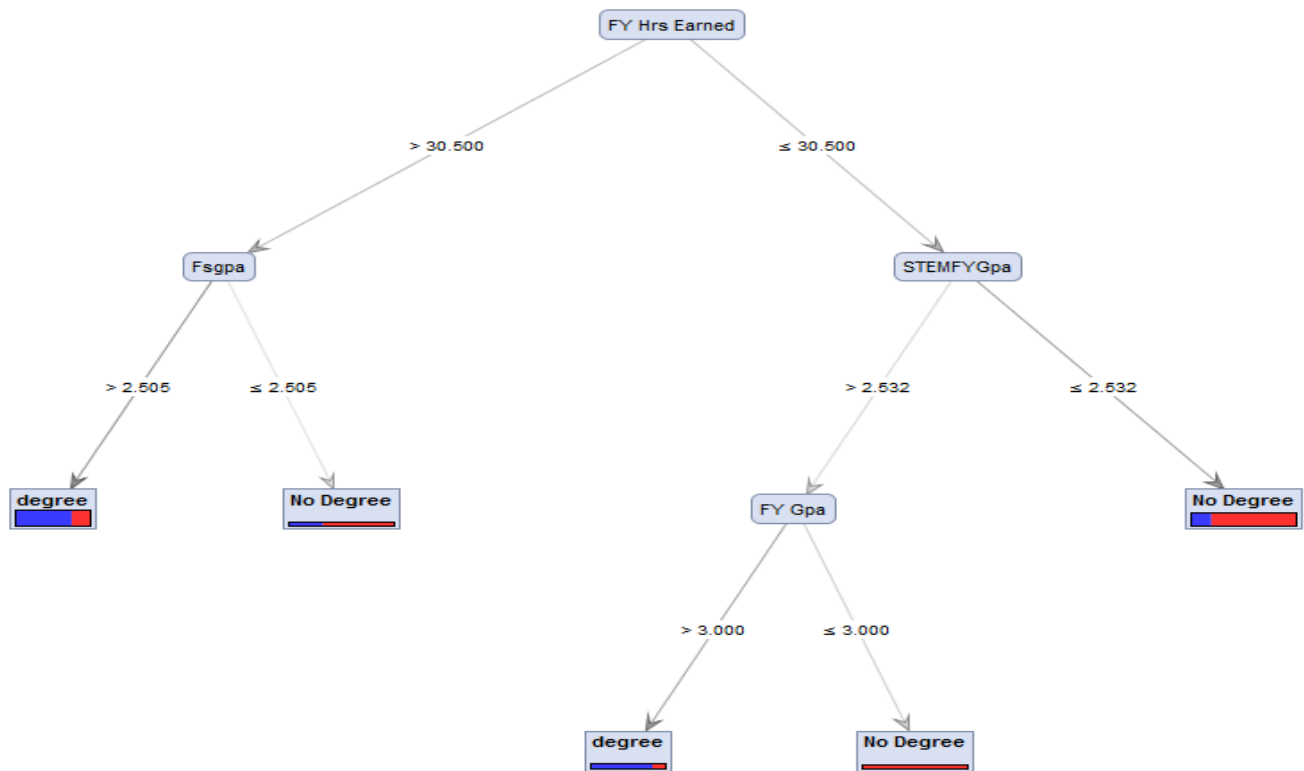 FY Hrs Earned
> 30.500
≤ 30.500
Fsgpa
STEMFYGpa
> 2.505
≤ 2.505
> 2.532
≤ 2.532
degree
No Degree
FY Gpa
No Degree
> 3.000
≤ 3.000
degree
No Degree